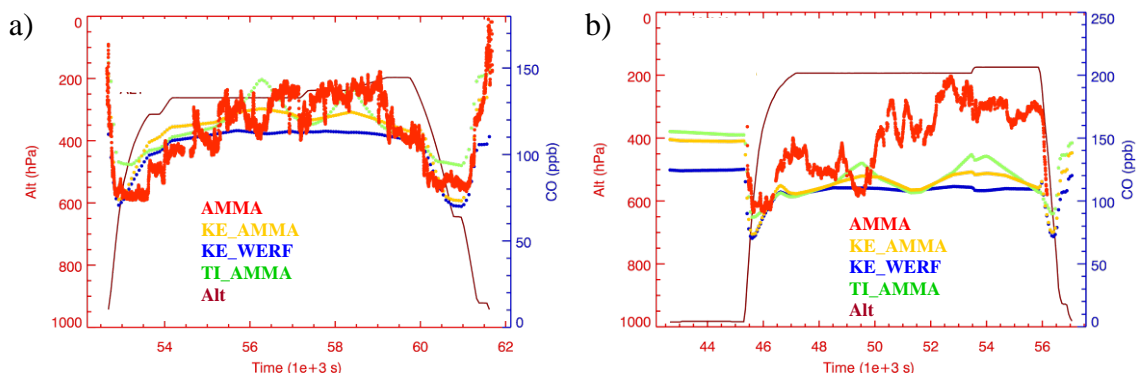 a)
0
200
400
600
800
1000
Alt (hPa)
54
56
58
60
62
Time (1e+3 s)
0
50
100
150
CO (ppb)
AMMA
KE_AMMA
KE_WERF
TI_AMMA
Alt
b)
0
200
400
600
800
1000
Alt (hPa)
44
46
48
50
52
54
56
Time (1e+3 s)
0
50
100
150
200
250
CO (ppb)
AMMA
KE_AMMA
KE_WERF
TI_AMMA
Alt